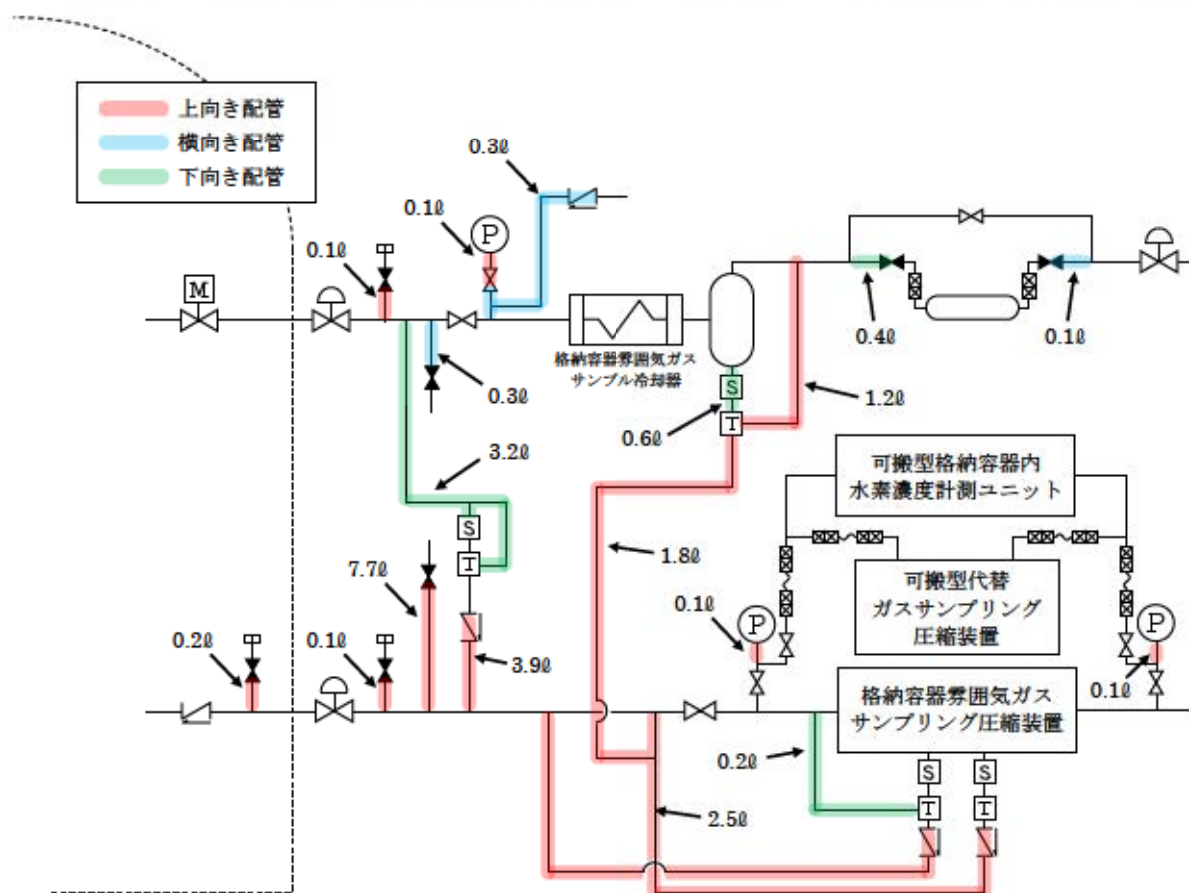 上向き配管
横向き配管
下向き配管
0.3ℓ
0.1ℓ
P
0.1ℓ
M
格納容器雰囲気ガス
サンプル冷却器
0.4ℓ
0.1ℓ
0.3ℓ
S
1.2ℓ
T
0.6ℓ
3.2ℓ
可搬型格納容器内
水素濃度計測ユニット
S
T
1.8ℓ
7.7ℓ
可搬型代替
ガスサンプリング
圧縮装置
0.1ℓ
P
P
0.2ℓ
0.1ℓ
3.9ℓ
0.1ℓ
格納容器雰囲気ガス
サンプリング圧縮装置
0.2ℓ
S
S
T
T
2.5ℓ